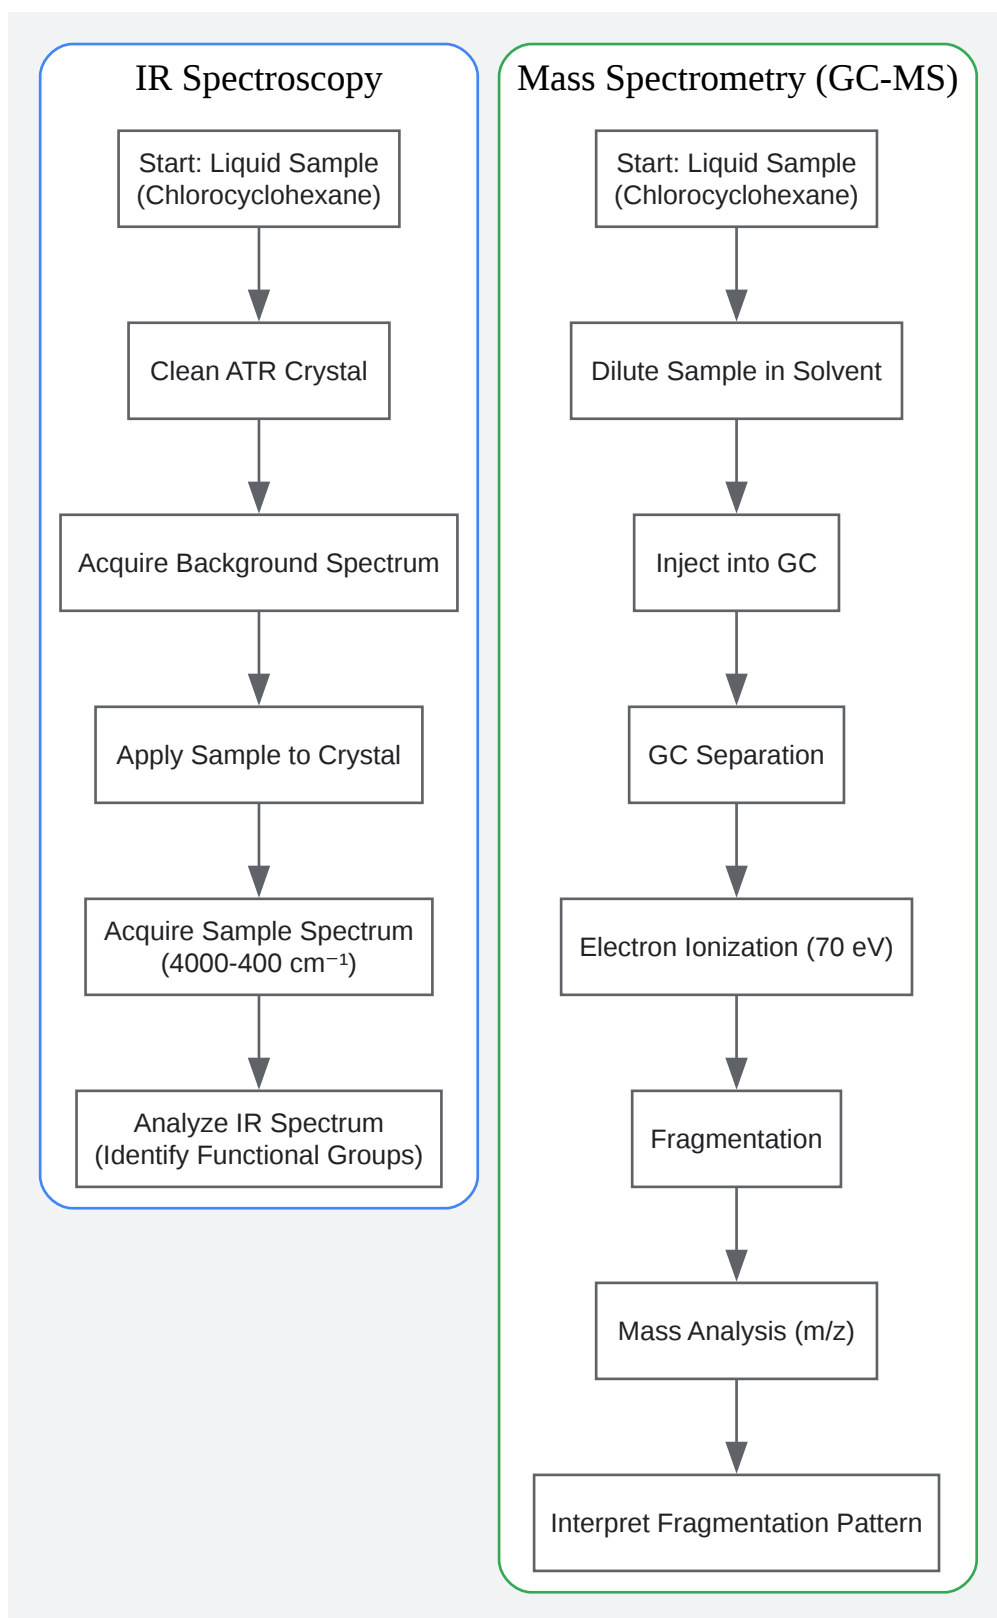 IR Spectroscopy
Start: Liquid Sample
(Chlorocyclohexane)
Clean ATR Crystal
Acquire Background Spectrum
Apply Sample to Crystal
Acquire Sample Spectrum
(4000-400 cm⁻¹)
Analyze IR Spectrum
(Identify Functional Groups)
Mass Spectrometry (GC-MS)
Start: Liquid Sample
(Chlorocyclohexane)
Dilute Sample in Solvent
Inject into GC
GC Separation
Electron Ionization (70 eV)
Fragmentation
Mass Analysis (m/z)
Interpret Fragmentation Pattern